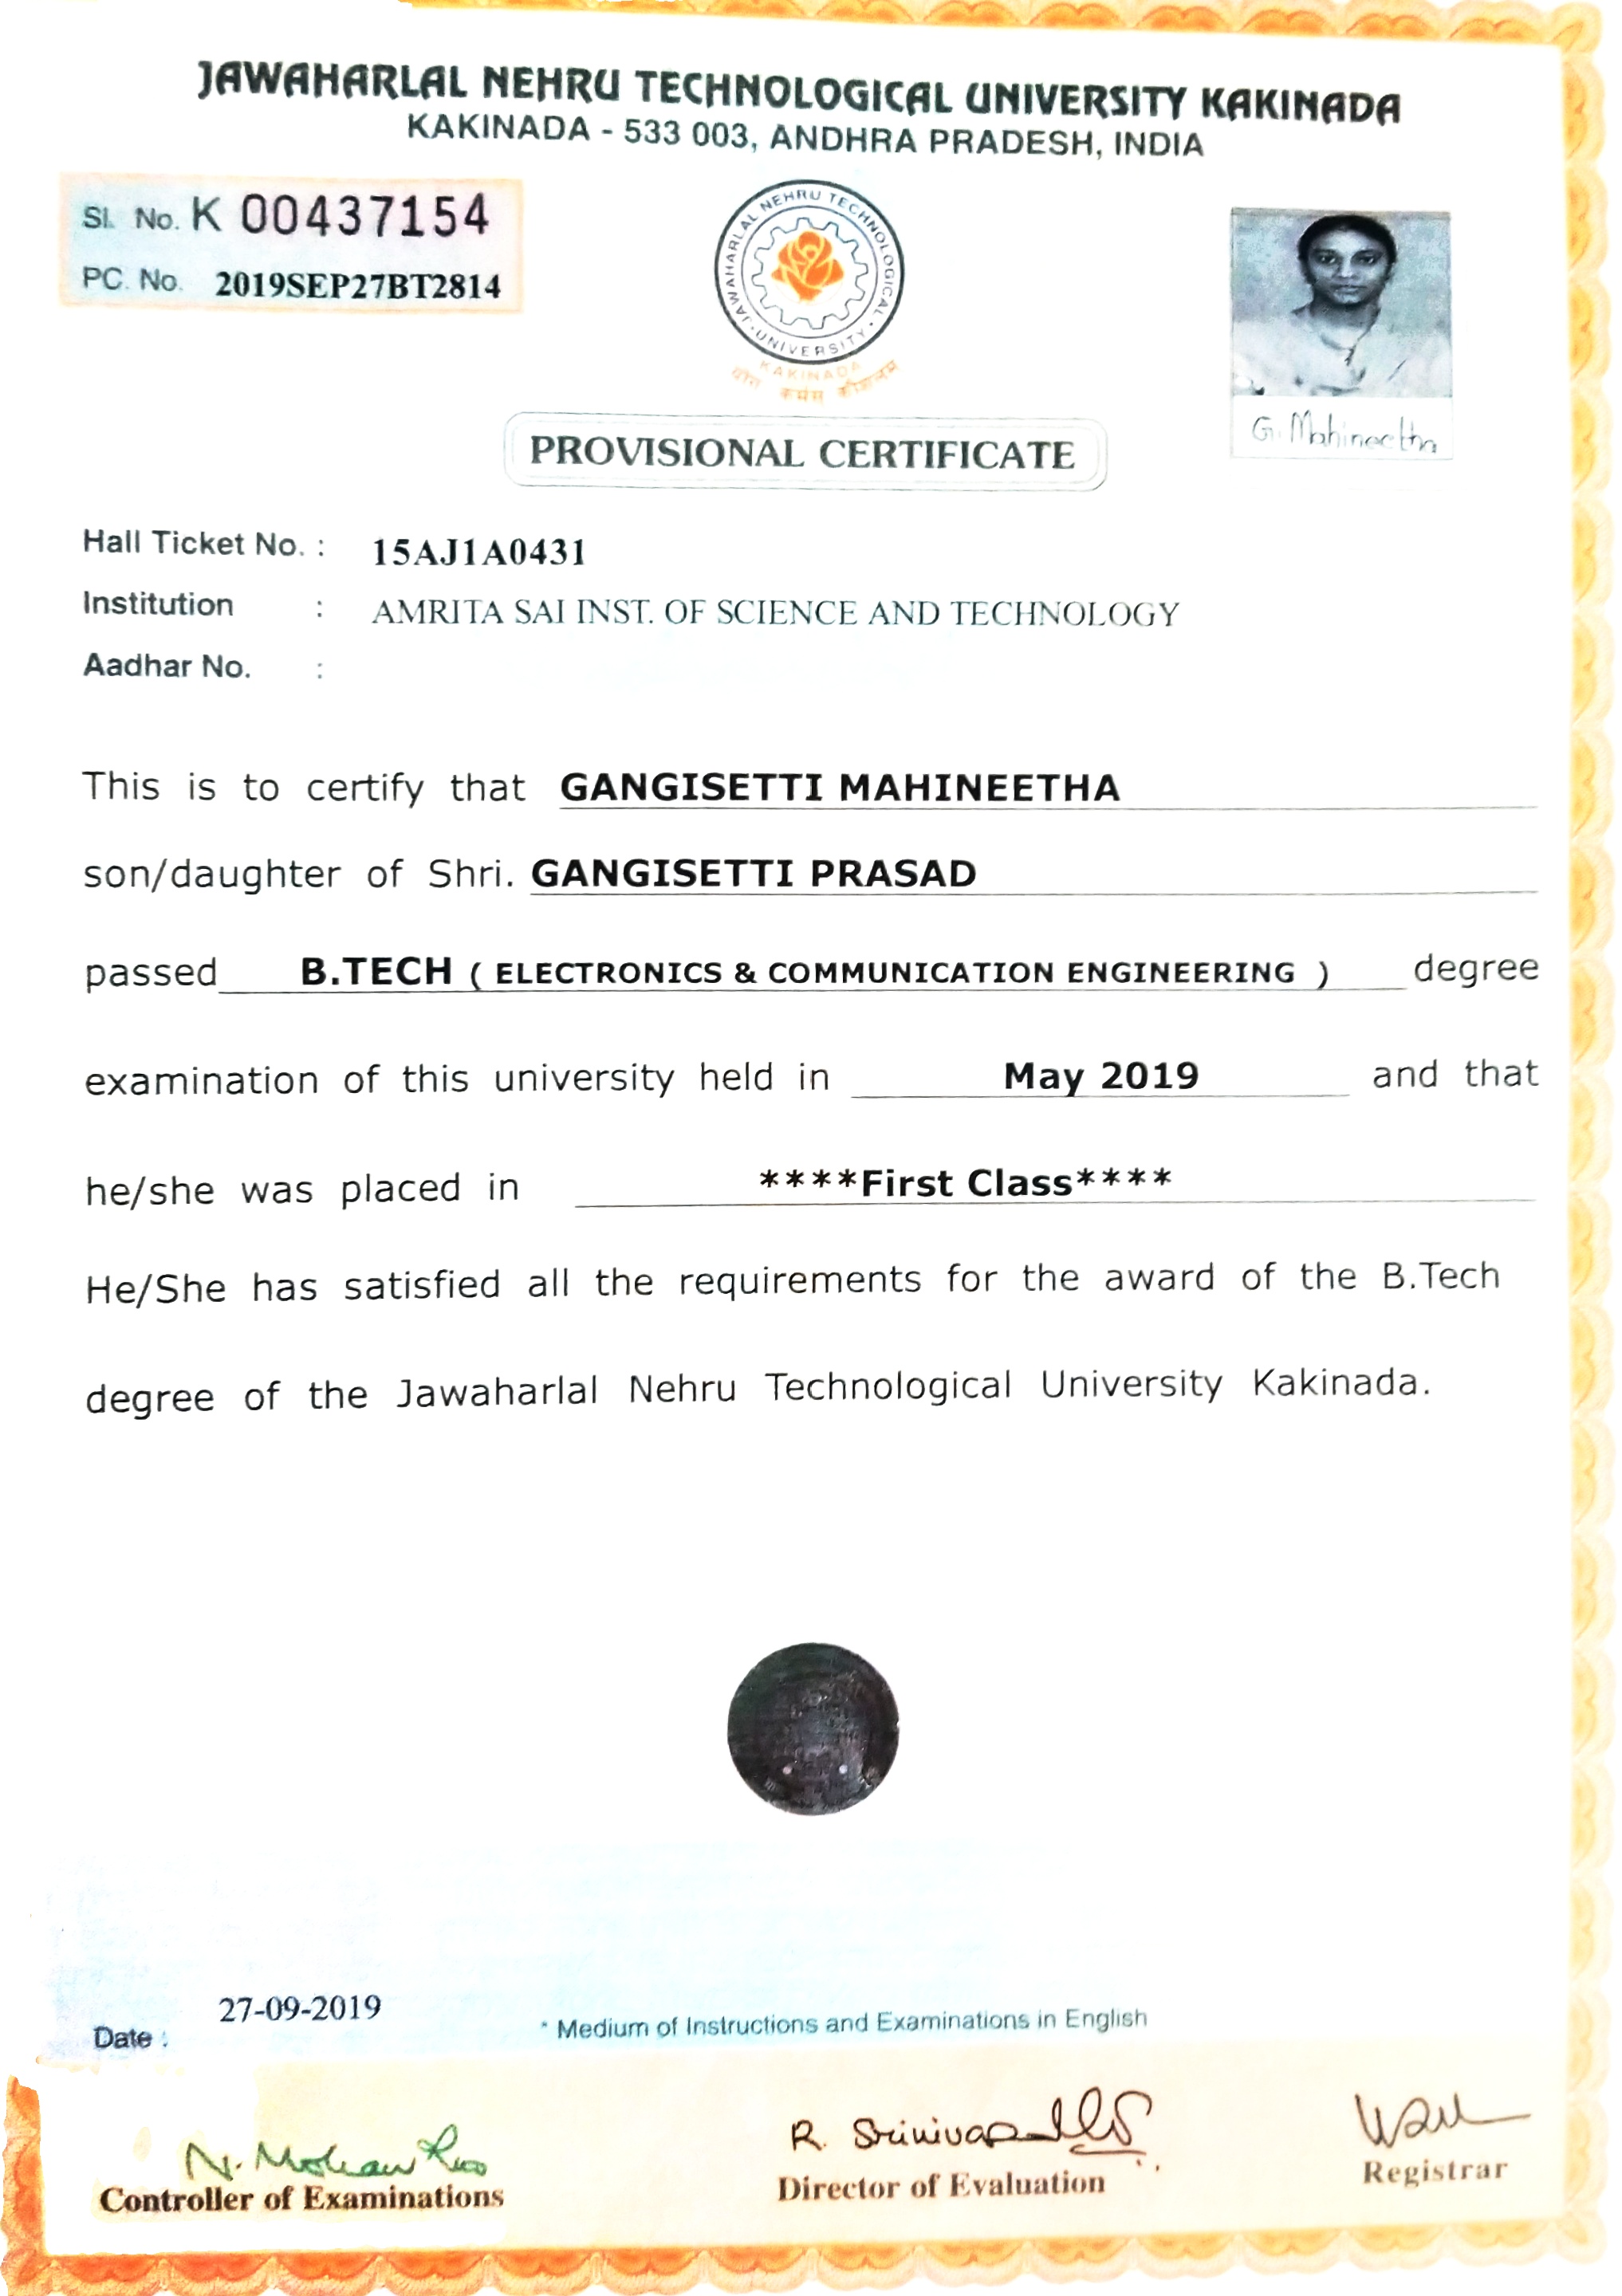 JAWAHARLAL NEHRU TECHNOLOGICAL UNIVERSITY KAKINADA
KAKINADA - 533 003, ANDHRA PRADESH, INDIA
Sl. No. K 00437154
PC. No. 2019SEP27BT2814
JAWAHARLAL NEHRU TECHNOLOGICAL UNIVERSITY
KAKINADA
G. Mahineetha
PROVISIONAL CERTIFICATE
Hall Ticket No. : 15AJ1A0431
Institution : AMRITA SAI INST. OF SCIENCE AND TECHNOLOGY
Aadhar No. :
This is to certify that GANGISETTI MAHINEETHA
son/daughter of Shri. GANGISETTI PRASAD
passed B.TECH ( ELECTRONICS & COMMUNICATION ENGINEERING ) degree
examination of this university held in May 2019 and that
he/she was placed in ****First Class****
He/She has satisfied all the requirements for the award of the B.Tech
degree of the Jawaharlal Nehru Technological University Kakinada.
27-09-2019
Date :
* Medium of Instructions and Examinations in English
N. Mohan Rao
R. Srinivasa
Controller of Examinations
Director of Evaluation
Registrar